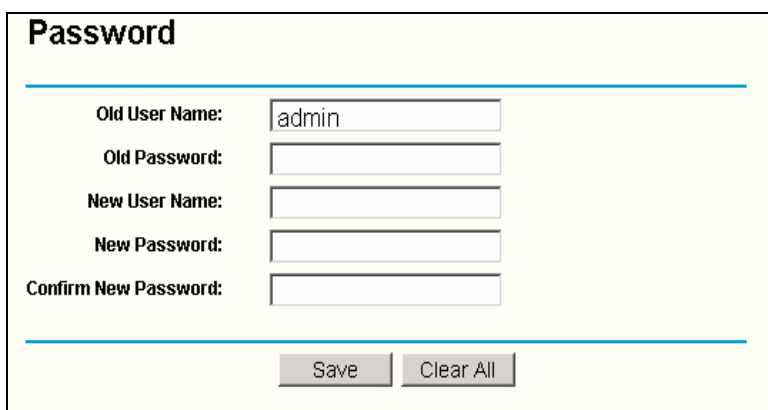 Password
Old User Name: admin
Old Password:
New User Name:
New Password:
Confirm New Password:
Save Clear All